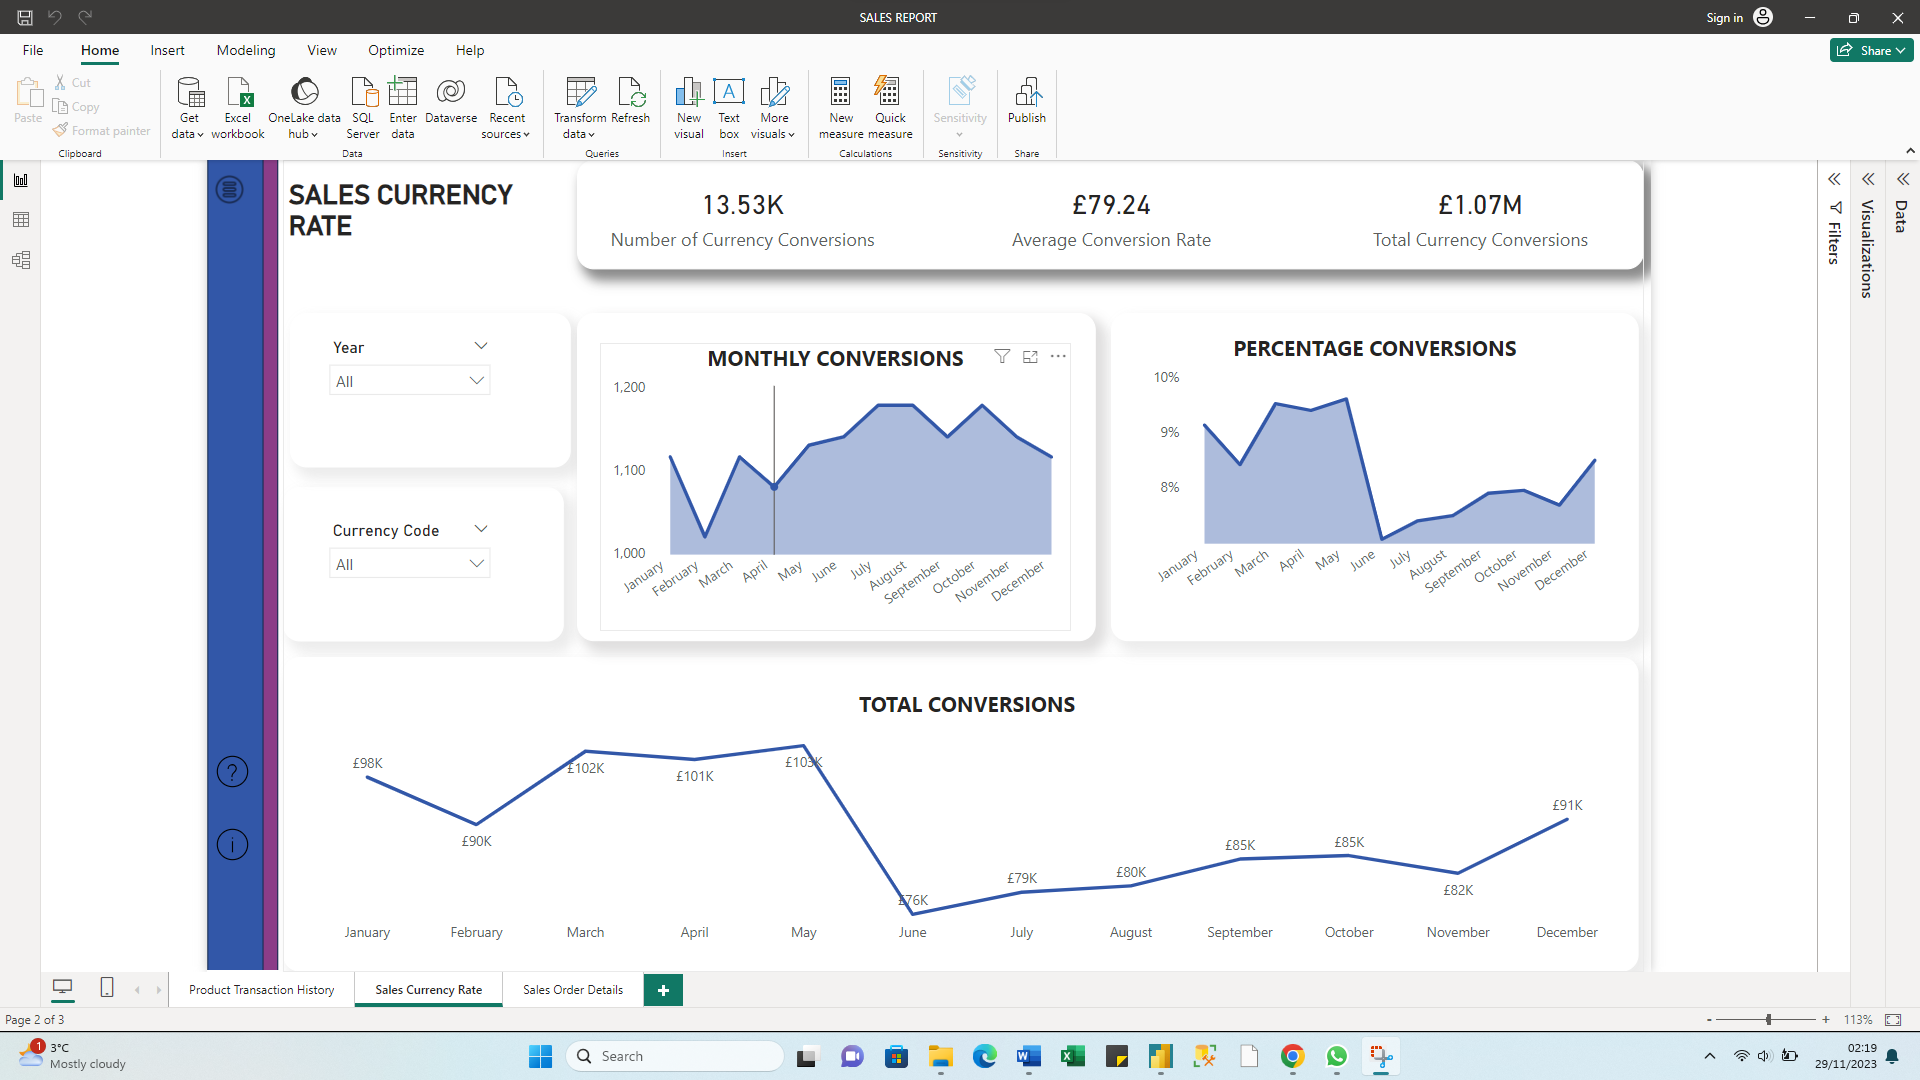 SALES REPORT
Sign in
File Home Insert Modeling View Optimize Help
Share
Paste
Cut
Copy
Format painter
Clipboard
Get data
Excel workbook
OneLake data hub
SQL Server
Enter data
Dataverse
Recent sources
Data
Transform data
Refresh
Queries
New visual
Text box
More visuals
Insert
New measure
Quick measure
Calculations
Sensitivity
Sensitivity
Publish
Share
SALES CURRENCY
RATE
13.53K
Number of Currency Conversions
£79.24
Average Conversion Rate
£1.07M
Total Currency Conversions
Filters
Visualizations
Data
Year
All
Currency Code
All
MONTHLY CONVERSIONS
1,200
1,100
1,000
January February March April May June July August September October November December
PERCENTAGE CONVERSIONS
10%
9%
8%
January February March April May June July August September October November December
TOTAL CONVERSIONS
£98K £90K £102K £101K £103K £76K £79K £80K £85K £85K £82K £91K
January February March April May June July August September October November December
Product Transaction History Sales Currency Rate Sales Order Details +
Page 2 of 3
- + 113%
1
3°C
Mostly cloudy
Search
02:19
29/11/2023